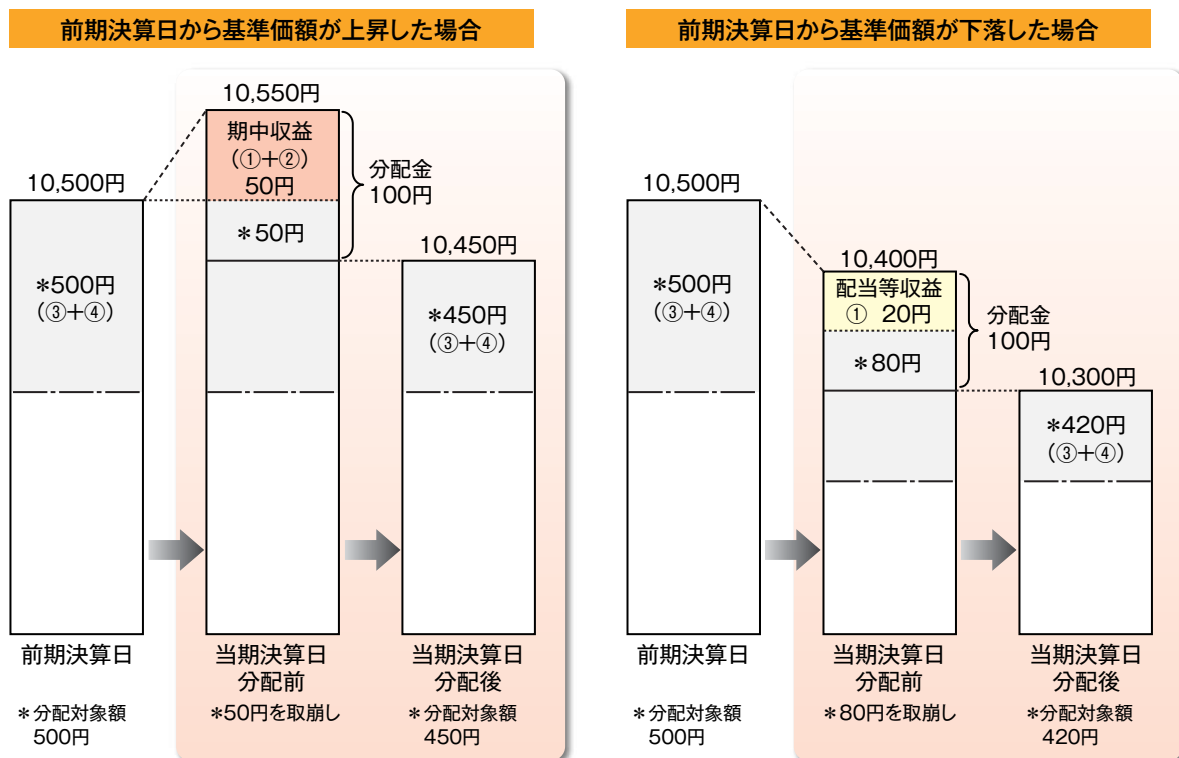 前期決算日から基準価額が上昇した場合
10,550円
期中収益
（①＋②）
50円
分配金
100円
10,500円
＊50円
10,450円
＊500円
（③＋④）
＊450円
（③＋④）
前期決算日
当期決算日
分配前
当期決算日
分配後
＊分配対象額
500円
＊50円を取崩し
＊分配対象額
450円
前期決算日から基準価額が下落した場合
10,500円
10,400円
配当等収益
① 20円
分配金
100円
＊500円
（③＋④）
＊80円
10,300円
＊420円
（③＋④）
前期決算日
当期決算日
分配前
当期決算日
分配後
＊分配対象額
500円
＊80円を取崩し
＊分配対象額
420円